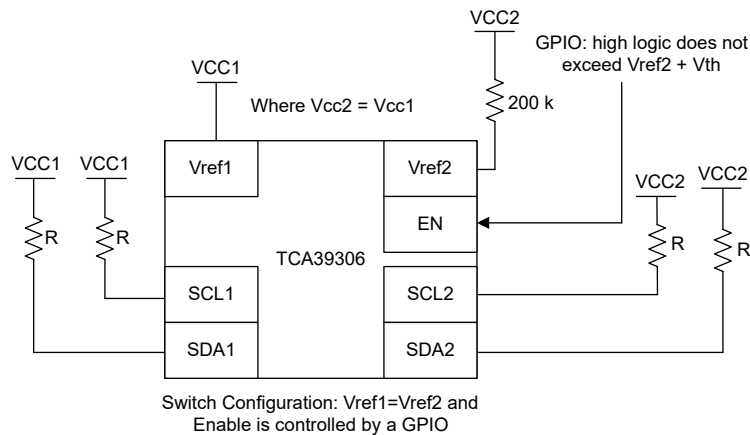 VCC2
GPIO: high logic does not
exceed Vref2 + Vth
VCC1
Where Vcc2 = Vcc1
200 k
VCC1
VCC1
Vref1
Vref2
VCC2
VCC2
EN
R
R
R
R
TCA39306
SCL1
SCL2
SDA1
SDA2
Switch Configuration: Vref1=Vref2 and
Enable is controlled by a GPIO